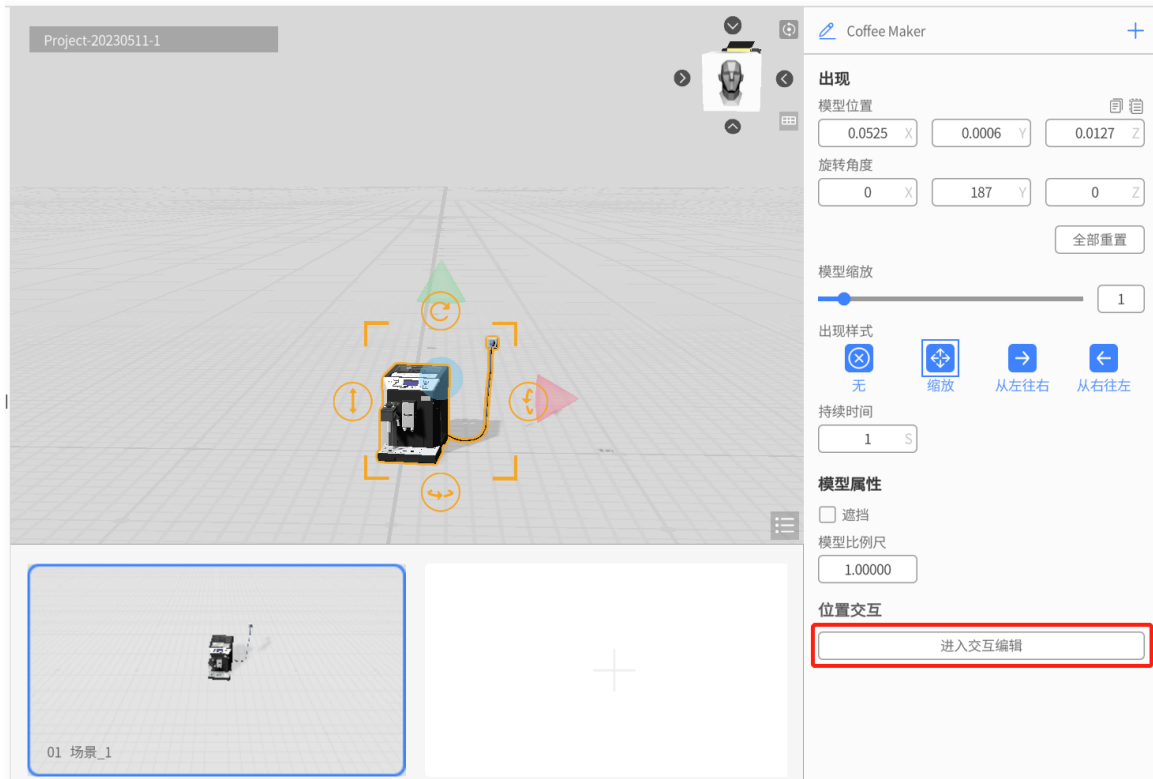 Project-20230511-1
Coffee Maker
出现
模型位置
0.0525 X 0.0006 Y 0.0127 Z
旋转角度
0 X 187 Y 0 Z
全部重置
模型缩放
1
出现样式
无 缩放 从左往右 从右往左
持续时间
1 S
模型属性
遮挡
模型比例尺
1.00000
位置交互
进入交互编辑
01 场景_1